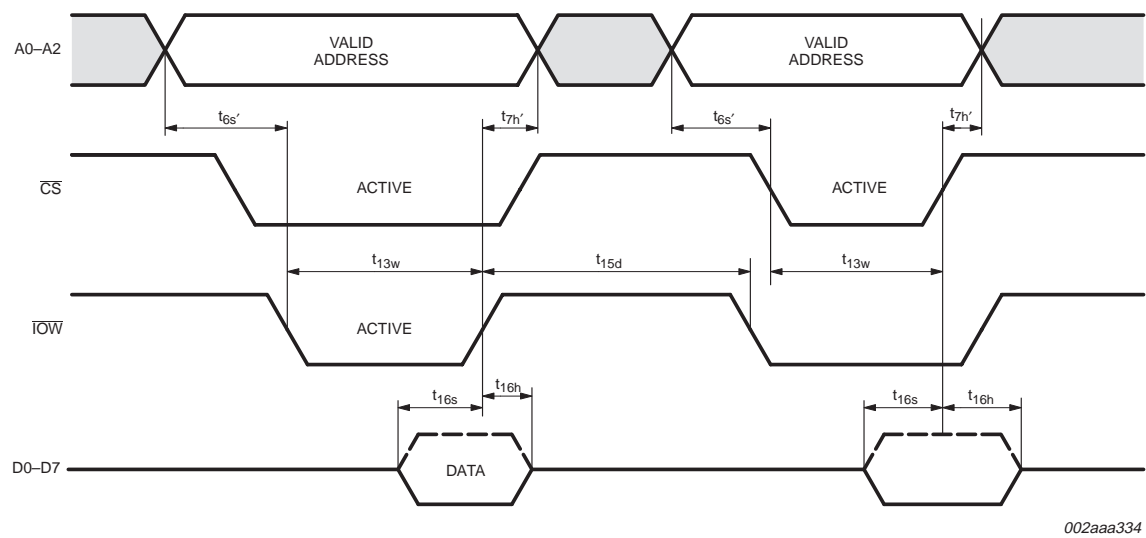 A0–A2
VALID
ADDRESS
VALID
ADDRESS
t6s′
t7h′
t6s′
t7h′
CS
ACTIVE
ACTIVE
t13w
t15d
t13w
IOW
ACTIVE
t16s
t16h
t16s
t16h
D0–D7
DATA
002aaa334